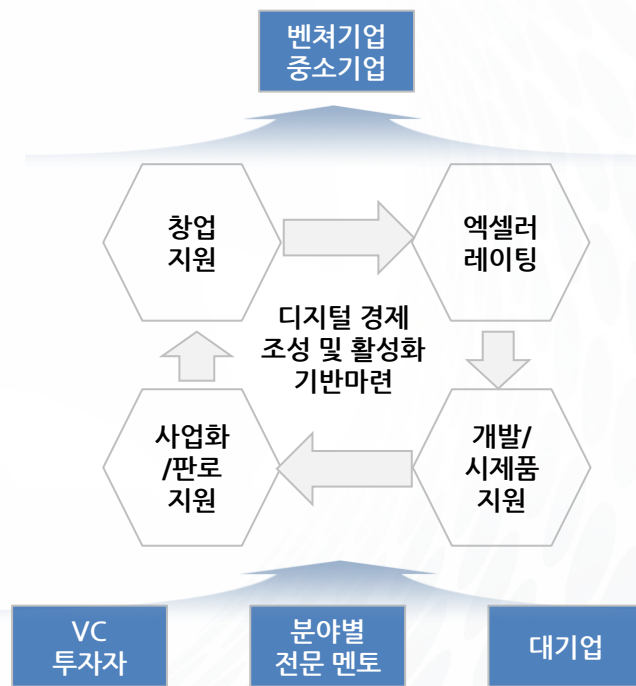 벤쳐기업
중소기업
창업
지원
엑셀러
레이팅
디지털 경제
조성 및 활성화
기반마련
사업화
/판로
지원
개발/
시제품
지원
VC
투자자
분야별
전문 멘토
대기업